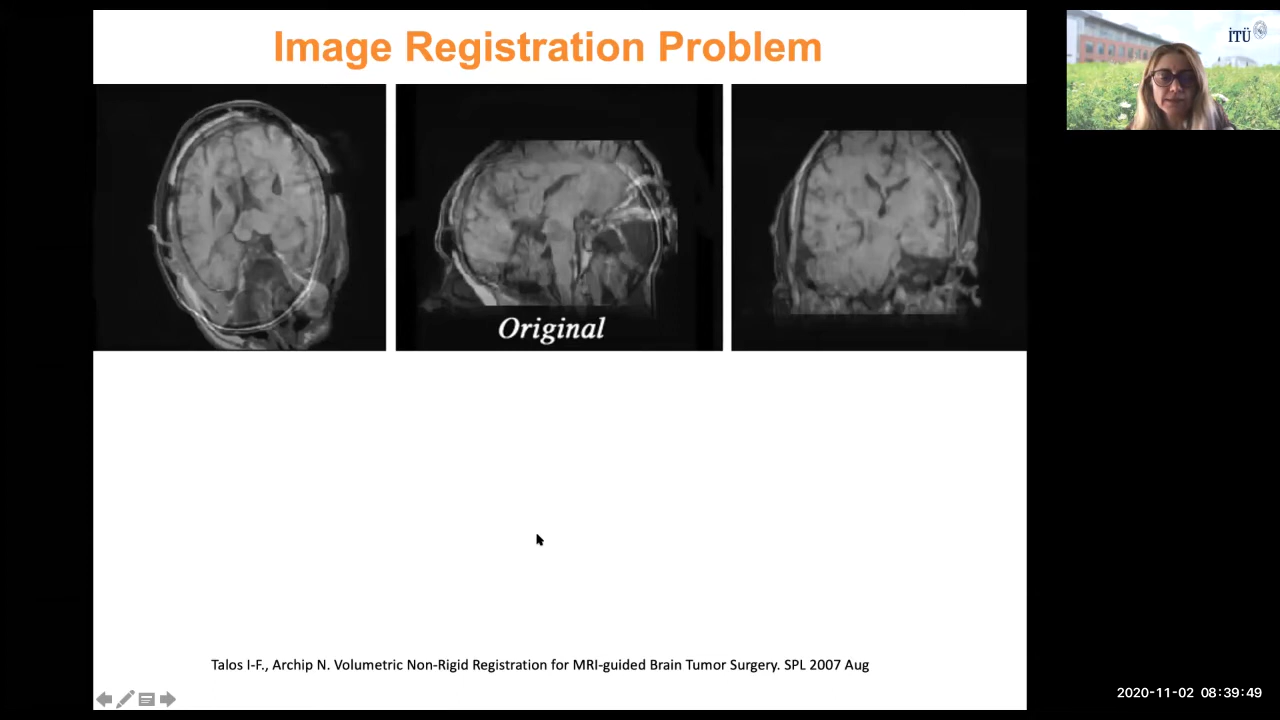 Image Registration Problem
İTÜ
Original
Talos I-F., Archip N. Volumetric Non-Rigid Registration for MRI-guided Brain Tumor Surgery. SPL 2007 Aug
2020-11-02 08:39:49